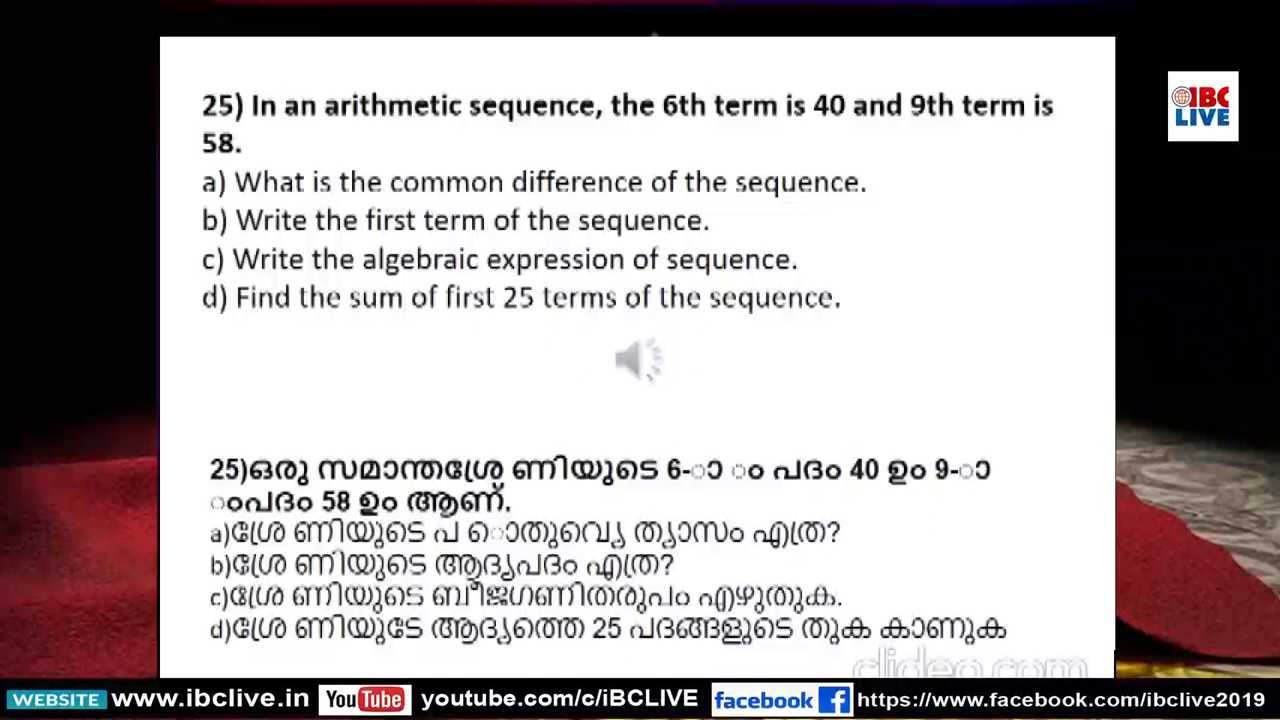 25) In an arithmetic sequence, the 6th term is 40 and 9th term is
58.
a) What is the common difference of the sequence.
b) Write the first term of the sequence.
c) Write the algebraic expression of sequence.
d) Find the sum of first 25 terms of the sequence.
IBC
LIVE
25)ഒരു സമാന്തശ്രേ ണിയുടെ 6-ാ ം പദം 40 ഉം 9-ാ
ംപദം 58 ഉം ആണ്.
a)ശ്രേ ണിയുടെ പ ൊതുവ്യെ ത്യാസം എത്ര?
b)ശ്രേ ണിയുടെ ആദ്യപദം എത്ര?
c)ശ്രേ ണിയുടെ ബീജഗണിതരുപം എഴുതുക.
d)ശ്രേ ണിയുടേ ആദ്യത്തെ 25 പദങ്ങളുടെ തുക കാണുക
clideo.com
WEBSITE www.ibclive.in YouTube youtube.com/c/iBCLIVE facebook f https://www.facebook.com/ibclive2019